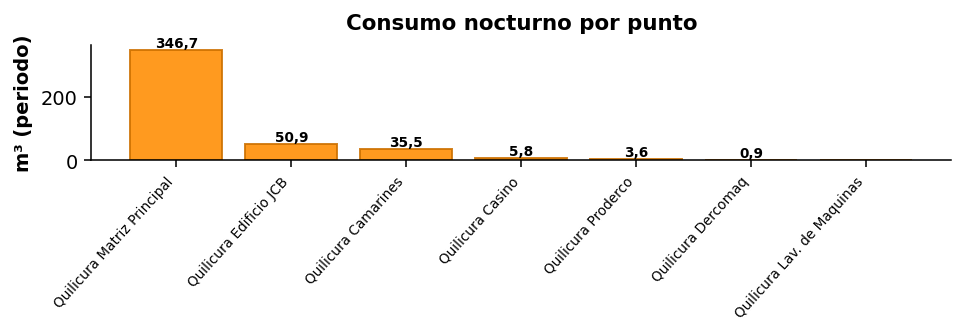 Consumo nocturno por punto
m³ (periodo)
200
0
346,7
50,9
35,5
5,8
3,6
0,9
Quilicura Matriz Principal
Quilicura Edificio JCB
Quilicura Camarines
Quilicura Casino
Quilicura Proderco
Quilicura Dercomaq
Quilicura Lav. de Maquinas